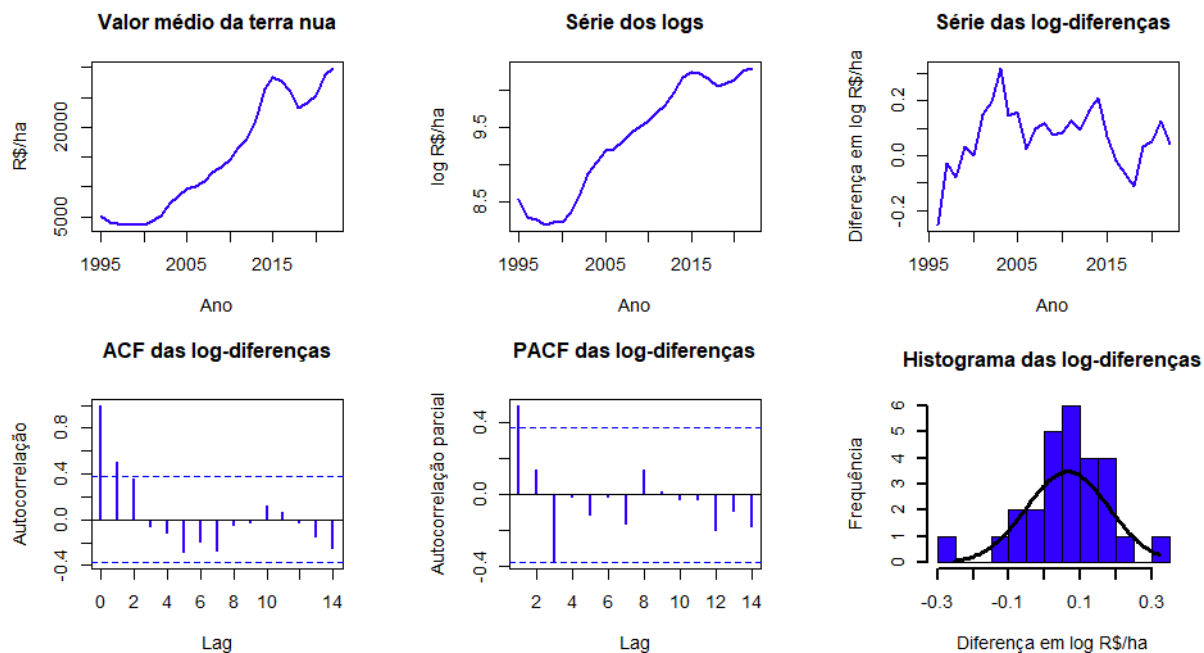 Valor médio da terra nua
R$/ha
20000
5000
1995 2005 2015
Ano
Série dos logs
log R$/ha
9.5
8.5
1995 2005 2015
Ano
Série das log-diferenças
Diferença em log R$/ha
0.2
0.0
-0.2
1995 2005 2015
Ano
ACF das log-diferenças
Autocorrelação
0.8
0.4
0.0
-0.4
0 2 4 6 8 10 14
Lag
PACF das log-diferenças
Autocorrelação parcial
0.4
0.0
-0.4
2 4 6 8 10 12 14
Lag
Histograma das log-diferenças
Frequência
6
5
4
3
2
1
0
-0.3 -0.1 0.1 0.3
Diferença em log R$/ha